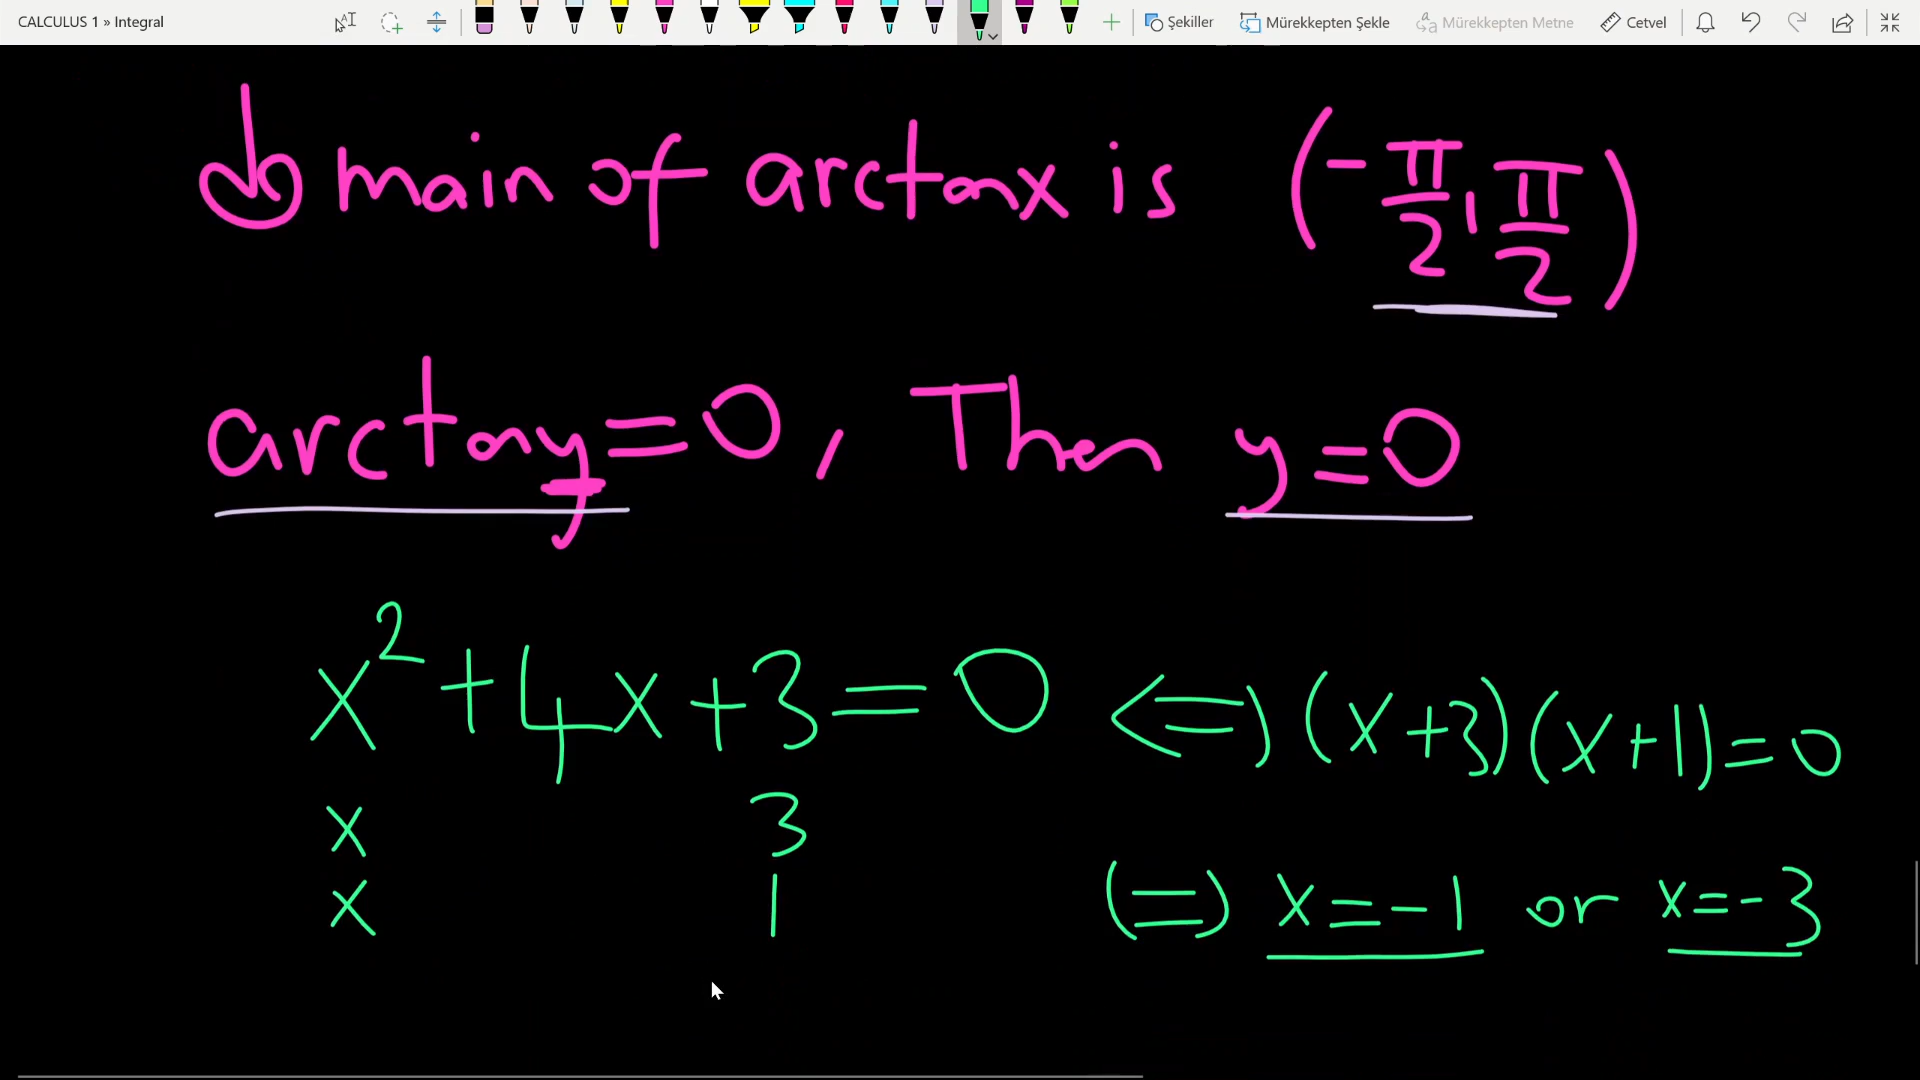 CALCULUS 1 » Integral Şekiller Mürekkepten Şekle Mürekkepten Metne Cetvel
domain of arctanx is (-π/2, π/2)
arctany=0, Then y=0
x²+4x+3=0 <=> (x+3)(x+1)=0
x 3
x 1
(=) x=-1 or x=-3